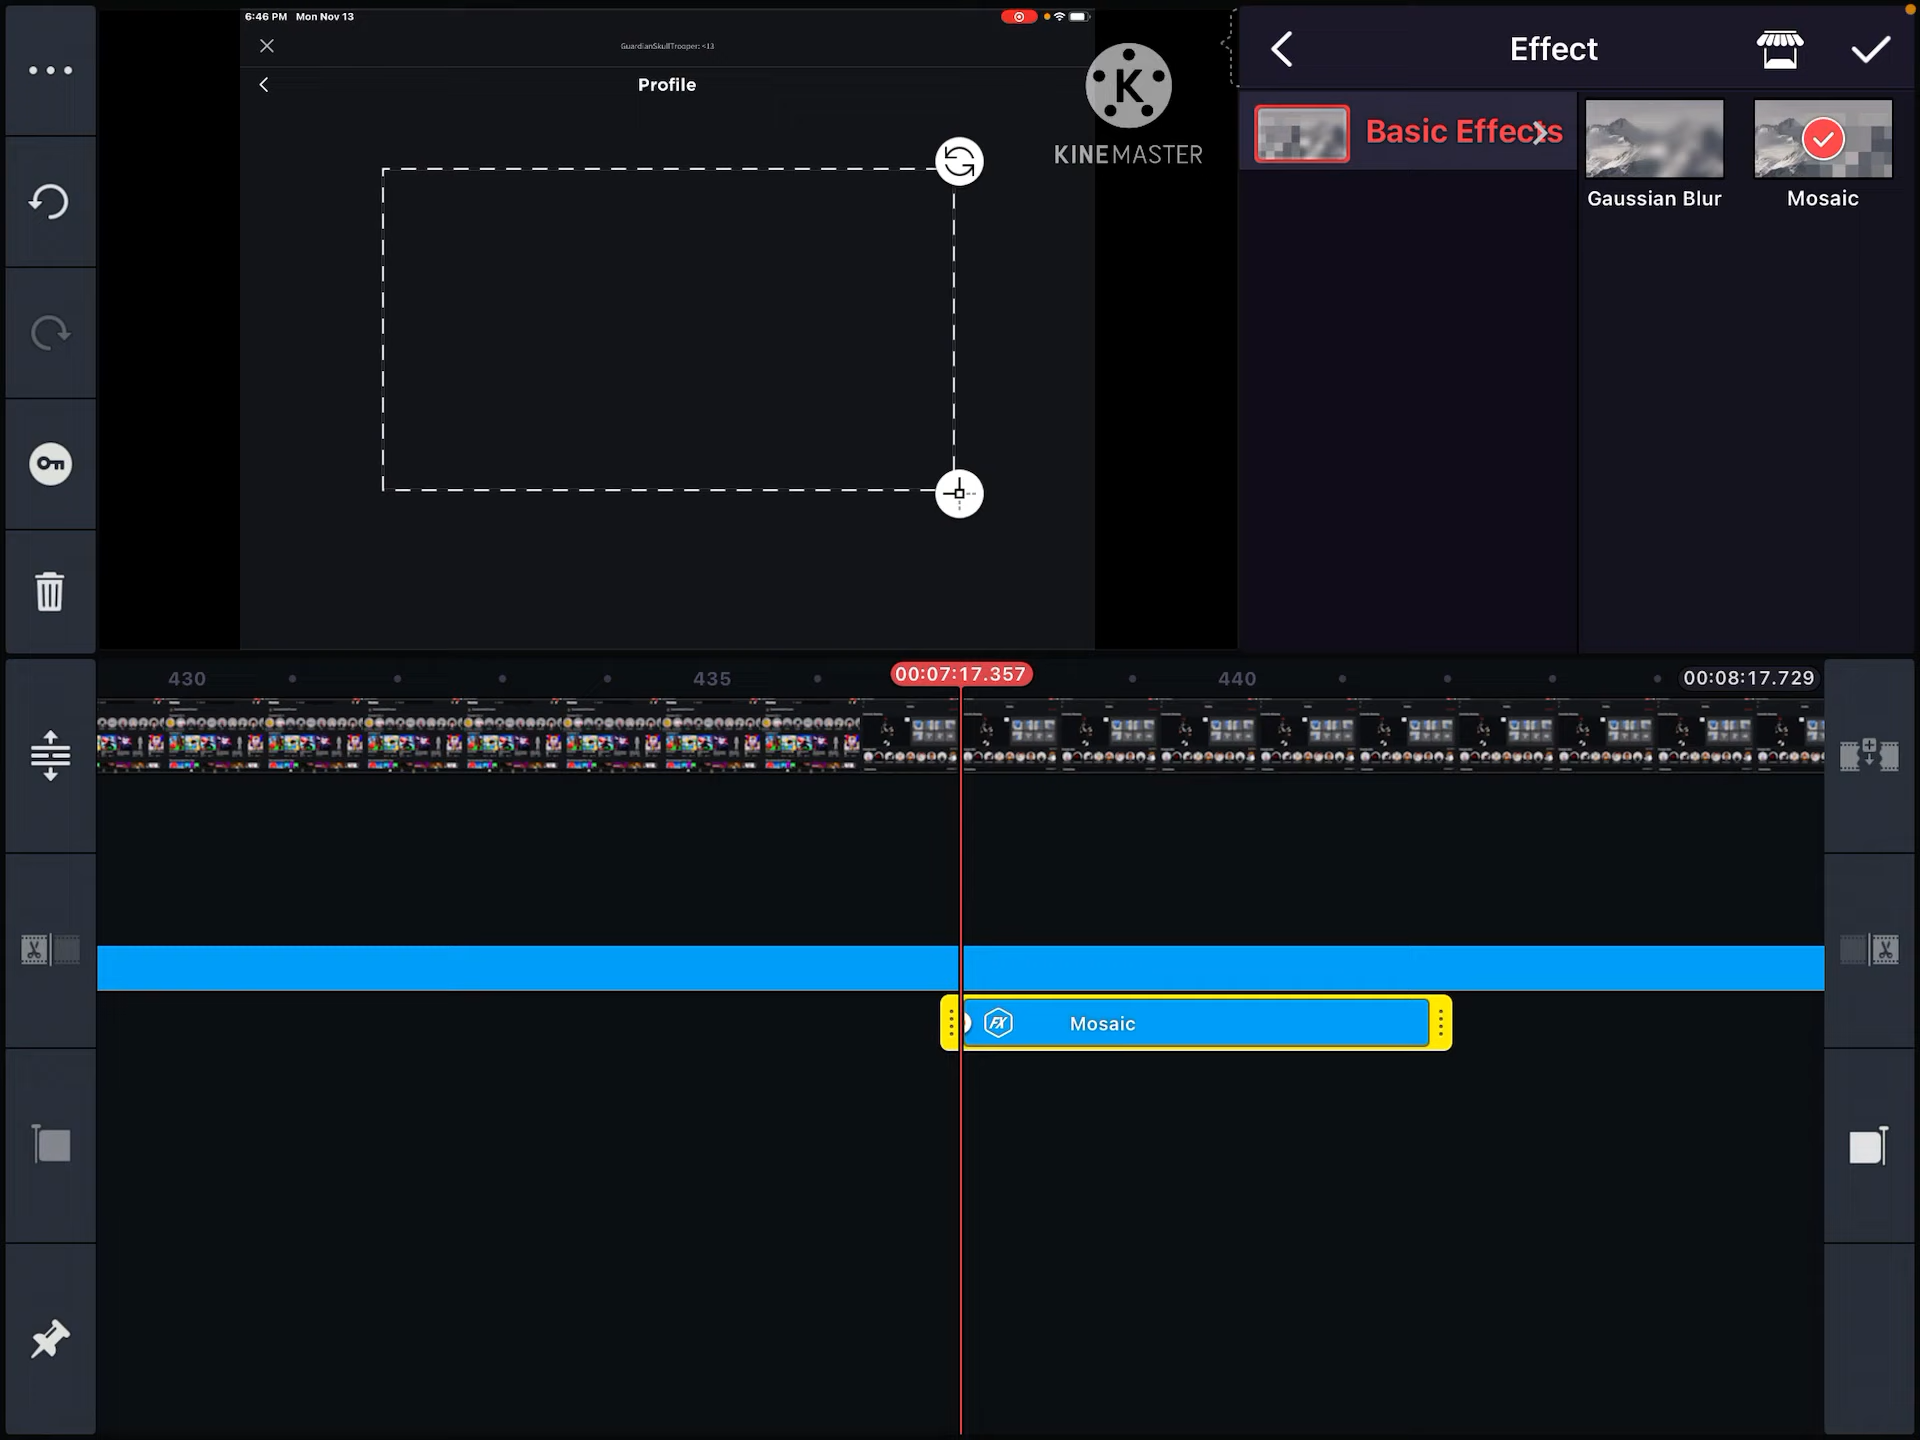 6:46 PM Mon Nov 13
GuardianSkullTrooper: <13
Profile
KINEMASTER
Effect
Basic Effects
Gaussian Blur
Mosaic
430
435
00:07:17.357
440
00:08:17.729
FX
Mosaic